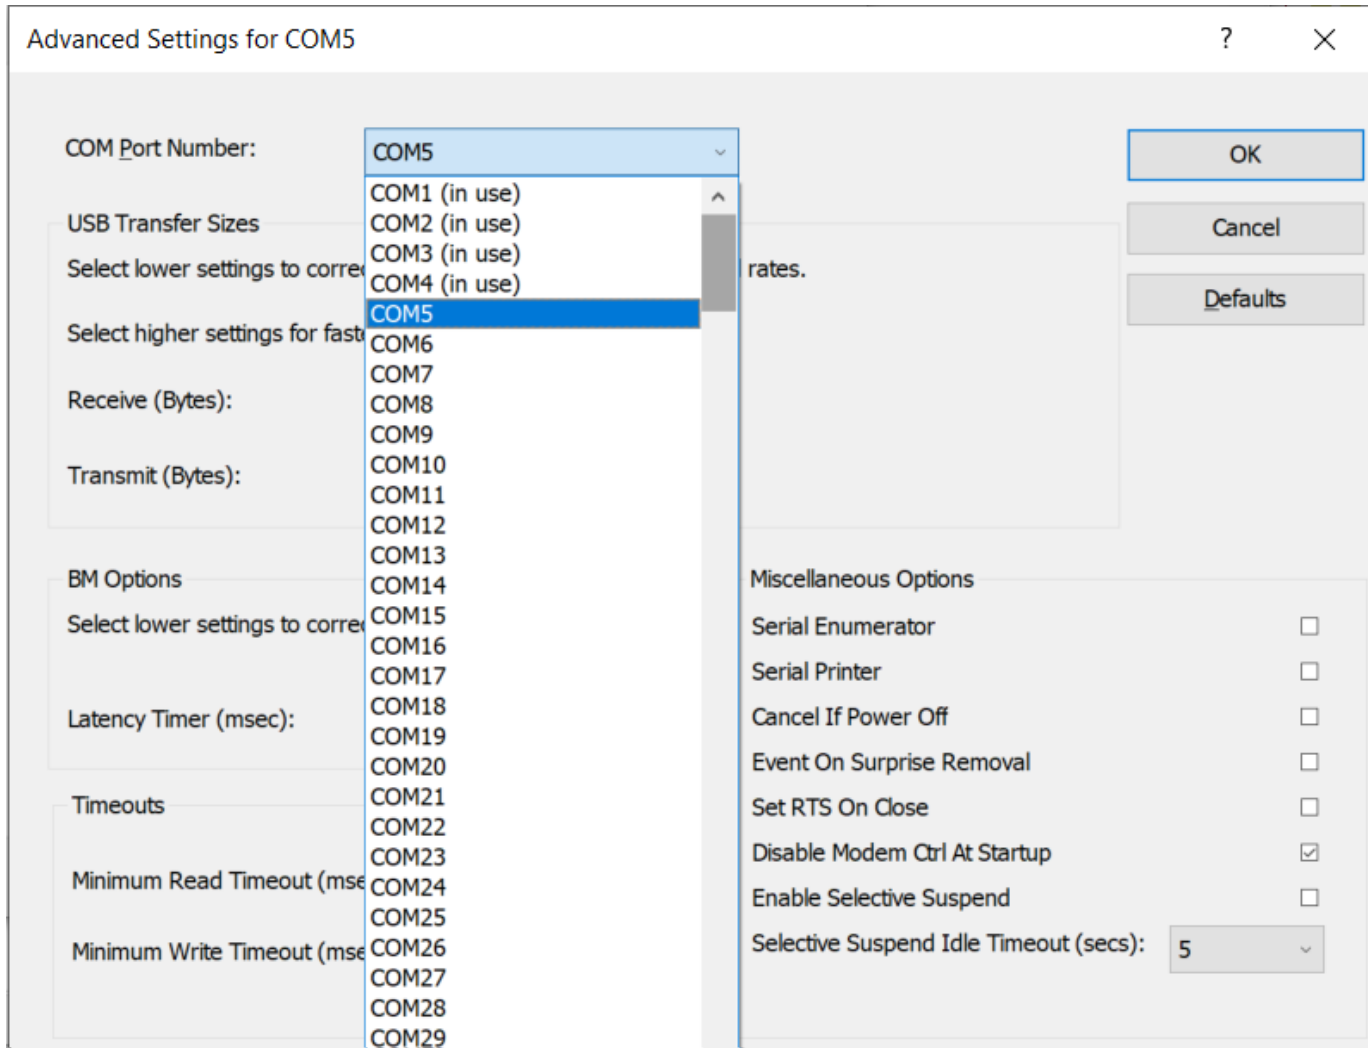 Advanced Settings for COM5
?
COM Port Number:
COM5
OK
Cancel
Defaults
COM1 (in use)
COM2 (in use)
COM3 (in use)
COM4 (in use)
COM5
COM6
COM7
COM8
COM9
COM10
COM11
COM12
COM13
COM14
COM15
COM16
COM17
COM18
COM19
COM20
COM21
COM22
COM23
COM24
COM25
COM26
COM27
COM28
COM29
USB Transfer Sizes
Select lower settings to correc
rates.
Select higher settings for fast
Receive (Bytes):
Transmit (Bytes):
BM Options
Select lower settings to correc
Latency Timer (msec):
Timeouts
Minimum Read Timeout (mse
Minimum Write Timeout (mse
Miscellaneous Options
Serial Enumerator
Serial Printer
Cancel If Power Off
Event On Surprise Removal
Set RTS On Close
Disable Modem Ctrl At Startup
Enable Selective Suspend
Selective Suspend Idle Timeout (secs):
5